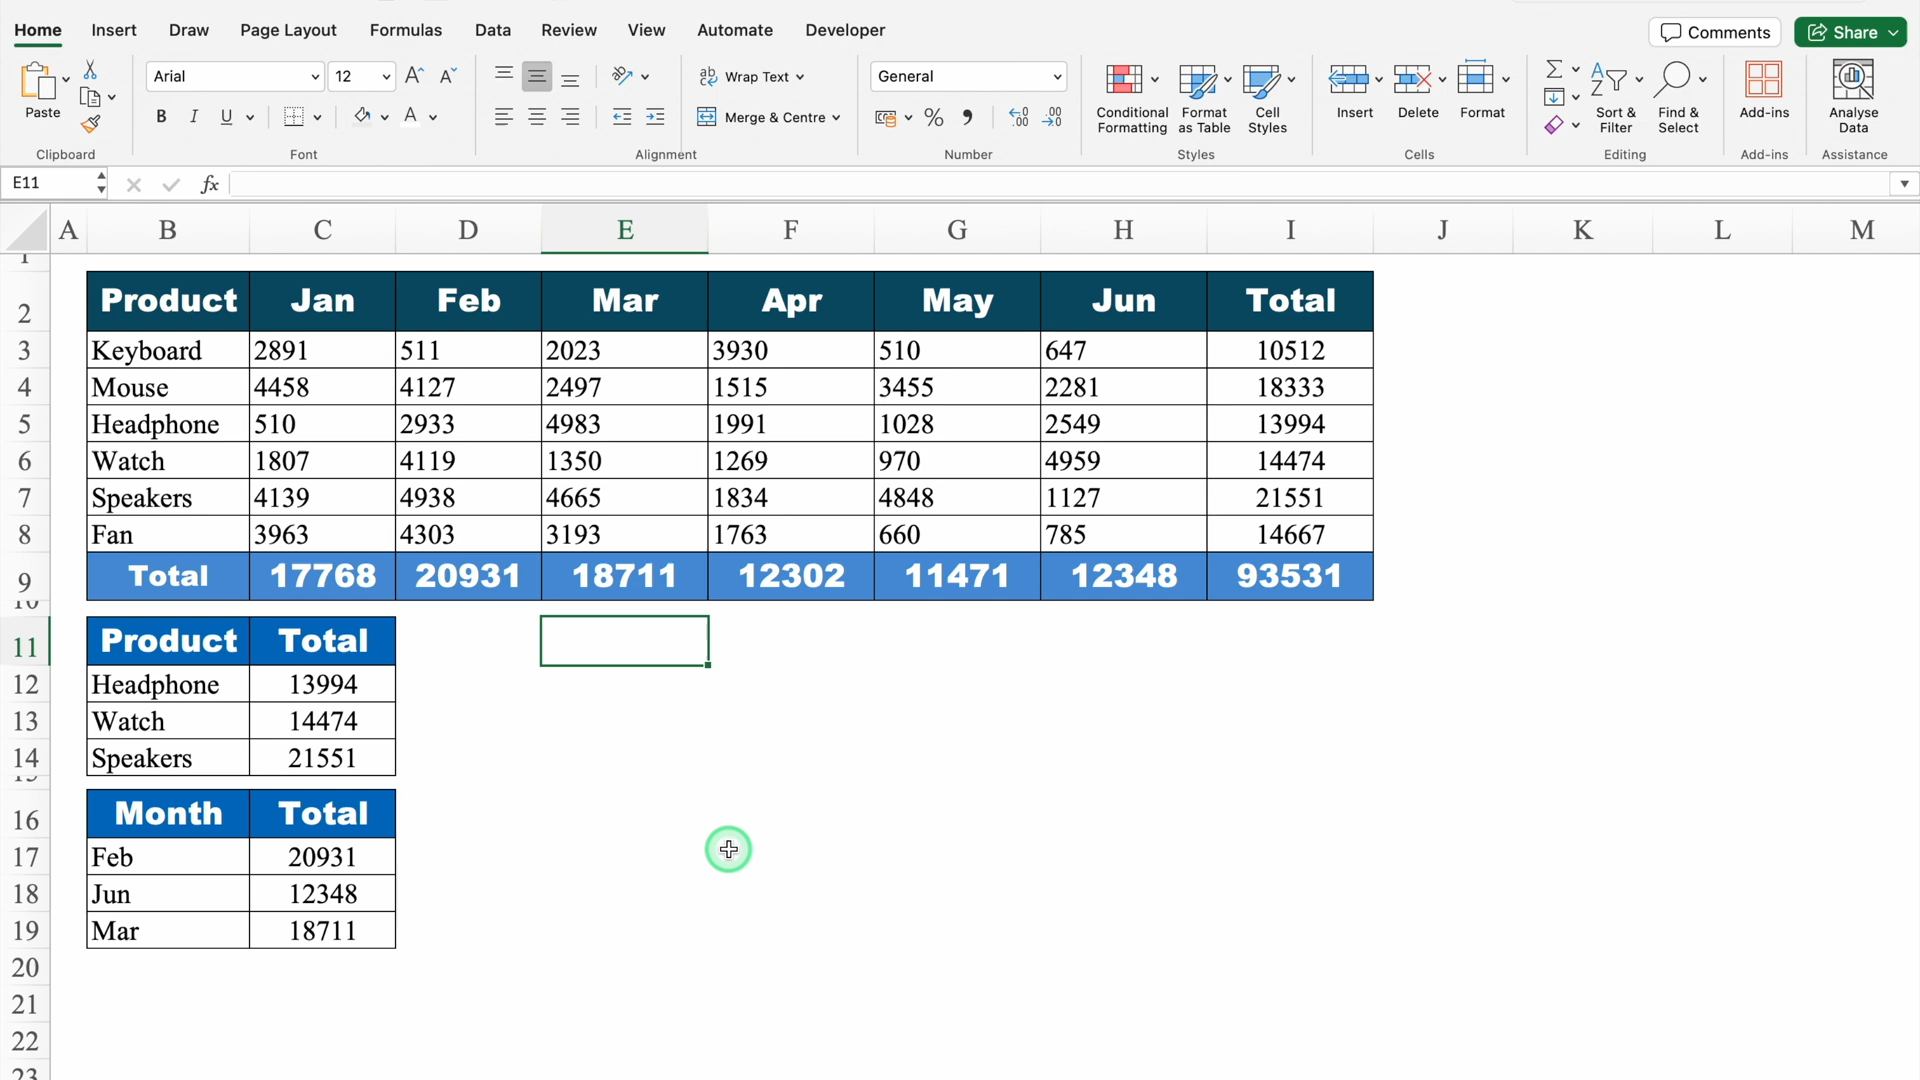 Home Insert Draw Page Layout Formulas Data Review View Automate Developer Comments Share
Arial 12 Wrap Text General
Paste B I U Merge & Centre % Conditional Formatting Format as Table Cell Styles Insert Delete Format Sort & Filter Find & Select Add-ins Analyse Data
Clipboard Font Alignment Number Styles Cells Editing Add-ins Assistance
E11 fx
A B C D E F G H I J K L M
1
2 Product Jan Feb Mar Apr May Jun Total
3 Keyboard 2891 511 2023 3930 510 647 10512
4 Mouse 4458 4127 2497 1515 3455 2281 18333
5 Headphone 510 2933 4983 1991 1028 2549 13994
6 Watch 1807 4119 1350 1269 970 4959 14474
7 Speakers 4139 4938 4665 1834 4848 1127 21551
8 Fan 3963 4303 3193 1763 660 785 14667
9 Total 17768 20931 18711 12302 11471 12348 93531
10
11 Product Total
12 Headphone 13994
13 Watch 14474
14 Speakers 21551
15
16 Month Total
17 Feb 20931
18 Jun 12348
19 Mar 18711
20
21
22
23